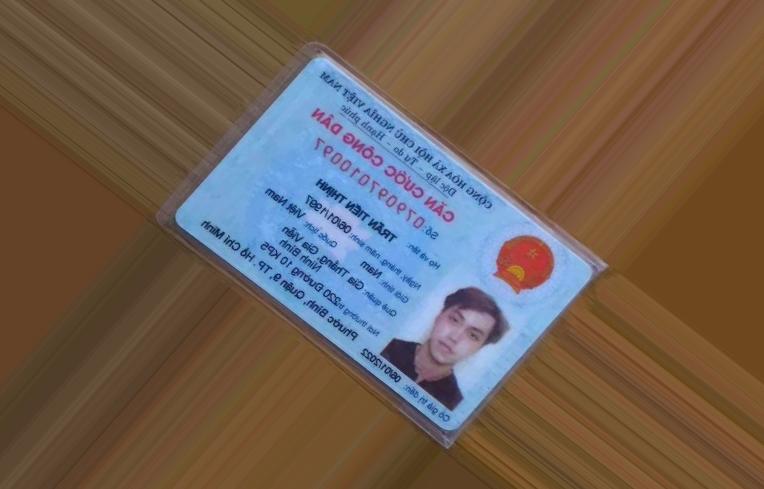 CỘNG HÒA XÃ HỘI CHỦ NGHĨA VIỆT NAM
Độc lập - Tự do - Hạnh phúc
CĂN CƯỚC CÔNG DÂN
Số: 079097010097
Họ và tên:
TRẦN TIẾN THỊNH
Ngày, tháng, năm sinh: 06/01/1997
Giới tính: Nam Quốc tịch: Việt Nam
Quê quán: Gia Thắng, Gia Viễn
Ninh Bình
Nơi thường trú: 220 Đường 10 KP5
Phước Bình, Quận 9, TP. Hồ Chí Minh
Có giá trị đến: 06/01/2022